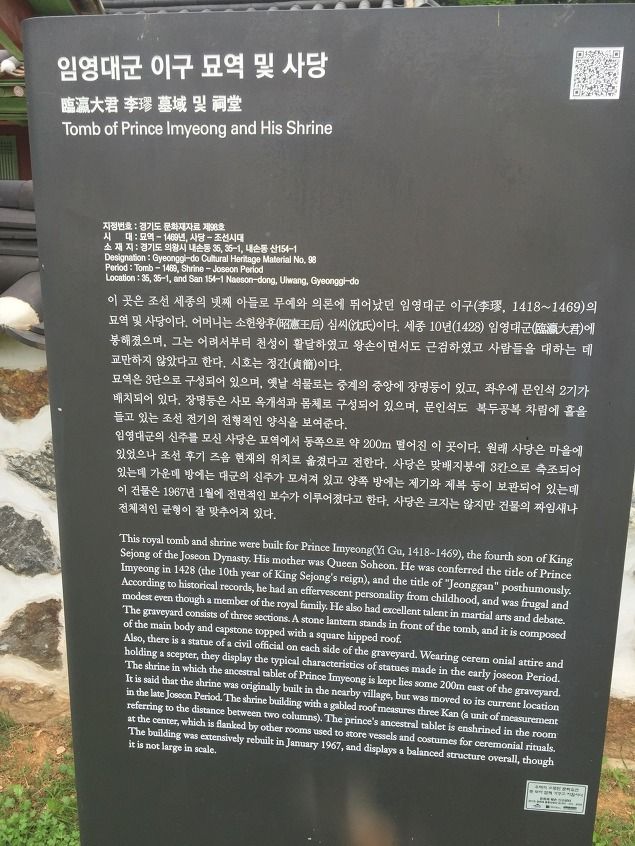 임영대군 이구 묘역 및 사당
臨瀛大君 李璆 墓域 및 祠堂
Tomb of Prince Imyeong and His Shrine
지정번호 : 경기도 문화재자료 제98호
시 대 : 묘역 - 1469년, 사당 - 조선시대
소 재 지 : 경기도 의왕시 내손동 35, 35-1, 내손동 산154-1
Designation : Gyeonggi-do Cultural Heritage Material No. 98
Period : Tomb - 1469, Shrine - Joseon Period
Location : 35, 35-1, and San 154-1 Naeson-dong, Uiwang, Gyeonggi-do
이 곳은 조선 세종의 넷째 아들로 무예와 의론에 뛰어났던 임영대군 이구(李璆, 1418~1469)의
묘역 및 사당이다. 어머니는 소헌왕후(昭憲王后) 심씨(沈氏)이다. 세종 10년(1428) 임영대군(臨瀛大君)에
봉해졌으며, 그는 어려서부터 천성이 활달하였고 왕손이면서도 근검하였고 사람들을 대하는 데
교만하지 않았다고 한다. 시호는 정간(貞簡)이다.
묘역은 3단으로 구성되어 있으며, 옛날 석물로는 중계의 중앙에 장명등이 있고, 좌우에 문인석 2기가
배치되어 있다. 장명등은 사모 옥개석과 몸체로 구성되어 있으며, 문인석도 복두공복 차림에 홀을
들고 있는 조선 전기의 전형적인 양식을 보여준다.
임영대군의 신주를 모신 사당은 묘역에서 동쪽으로 약 200m 떨어진 이 곳이다. 원래 사당은 마을에
있었으나 조선 후기 즈음 현재의 위치로 옮겼다고 전한다. 사당은 맞배지붕에 3칸으로 축조되어
있는데 가운데 방에는 대군의 신주가 모셔져 있고 양쪽 방에는 제기와 제복 등이 보관되어 있는데
이 건물은 1967년 1월에 전면적인 보수가 이루어졌다고 한다. 사당은 크지는 않지만 건물의 짜임새나
전체적인 균형이 잘 맞추어져 있다.
This royal tomb and shrine were built for Prince Imyeong(Yi Gu, 1418~1469), the fourth son of King
Sejong of the Joseon Dynasty. His mother was Queen Soheon. He was conferred the title of Prince
Imyeong in 1428 (the 10th year of King Sejong's reign), and the title of "Jeonggan" posthumously.
According to historical records, he had an effervescent personality from childhood, and was frugal and
modest even though a member of the royal family. He also had excellent talent in martial arts and debate.
The graveyard consists of three sections. A stone lantern stands in front of the tomb, and it is composed
of the main body and capstone topped with a square hipped roof.
Also, there is a statue of a civil official on each side of the graveyard. Wearing cerem onial attire and
holding a scepter, they display the typical characteristics of statues made in the early joseon Period.
The shrine in which the ancestral tablet of Prince Imyeong is kept lies some 200m east of the graveyard.
It is said that the shrine was originally built in the nearby village, but was moved to its current location
in the late Joseon Period. The shrine building with a gabled roof measures three Kan (a unit of measurement
referring to the distance between two columns). The prince's ancestral tablet is enshrined in the room
at the center, which is flanked by other rooms used to store vessels and costumes for ceremonial rituals.
The building was extensively rebuilt in January 1967, and displays a balanced structure overall, though
it is not large in scale.